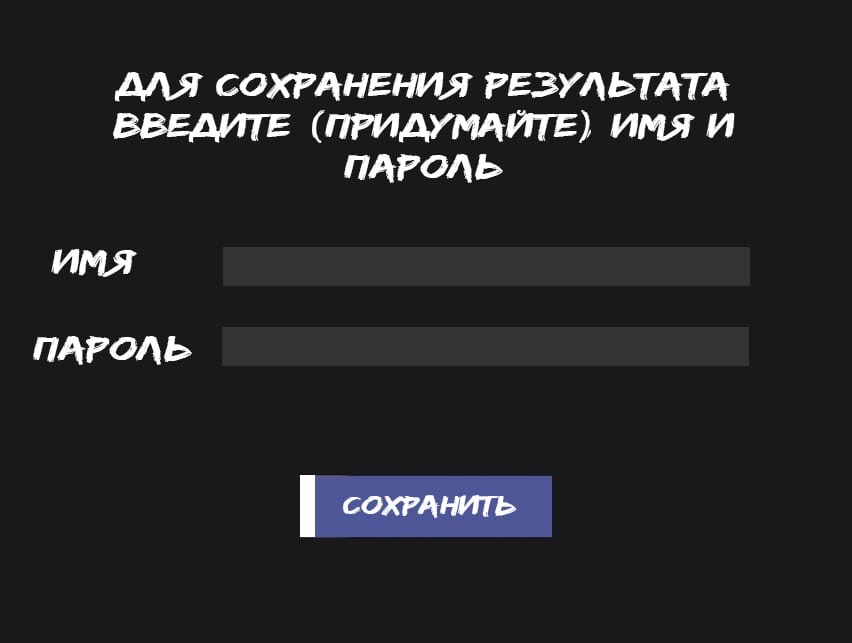 ДЛЯ СОХРАНЕНИЯ РЕЗУЛЬТАТА
ВВЕДИТЕ (ПРИДУМАЙТЕ) ИМЯ И
ПАРОЛЬ
ИМЯ
ПАРОЛЬ
СОХРАНИТЬ